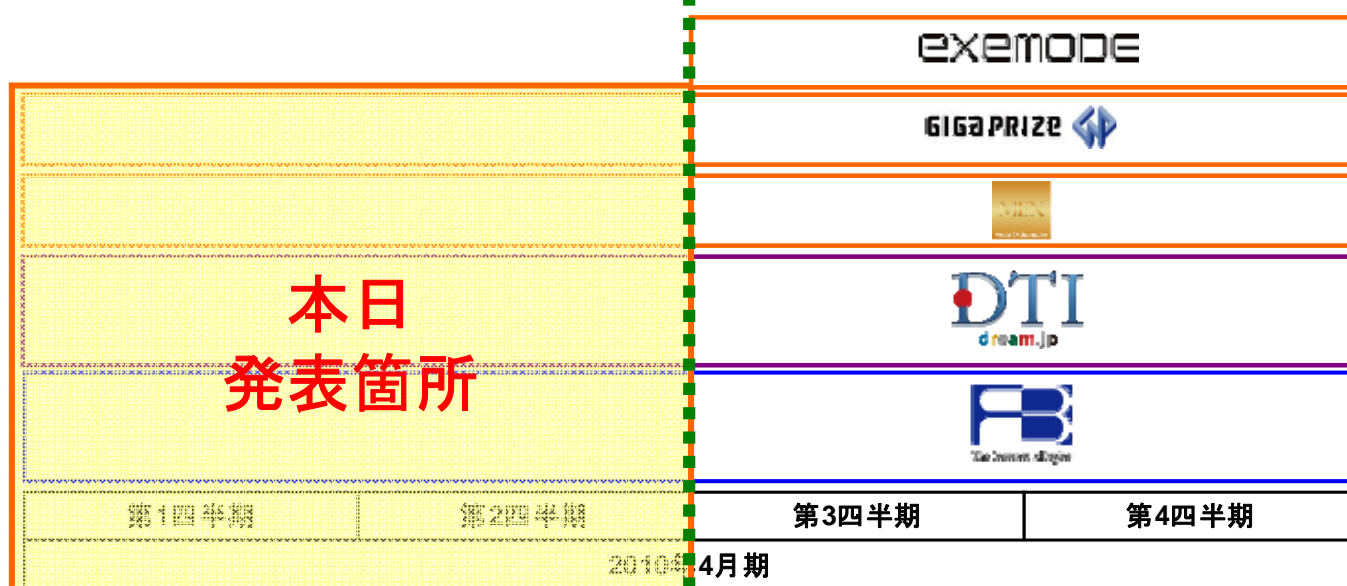 exemode
GIGA PRIZE
MEX
DTI
dream.jp
本日
発表箇所
第1四半期 第2四半期 第3四半期 第4四半期
2010年4月期